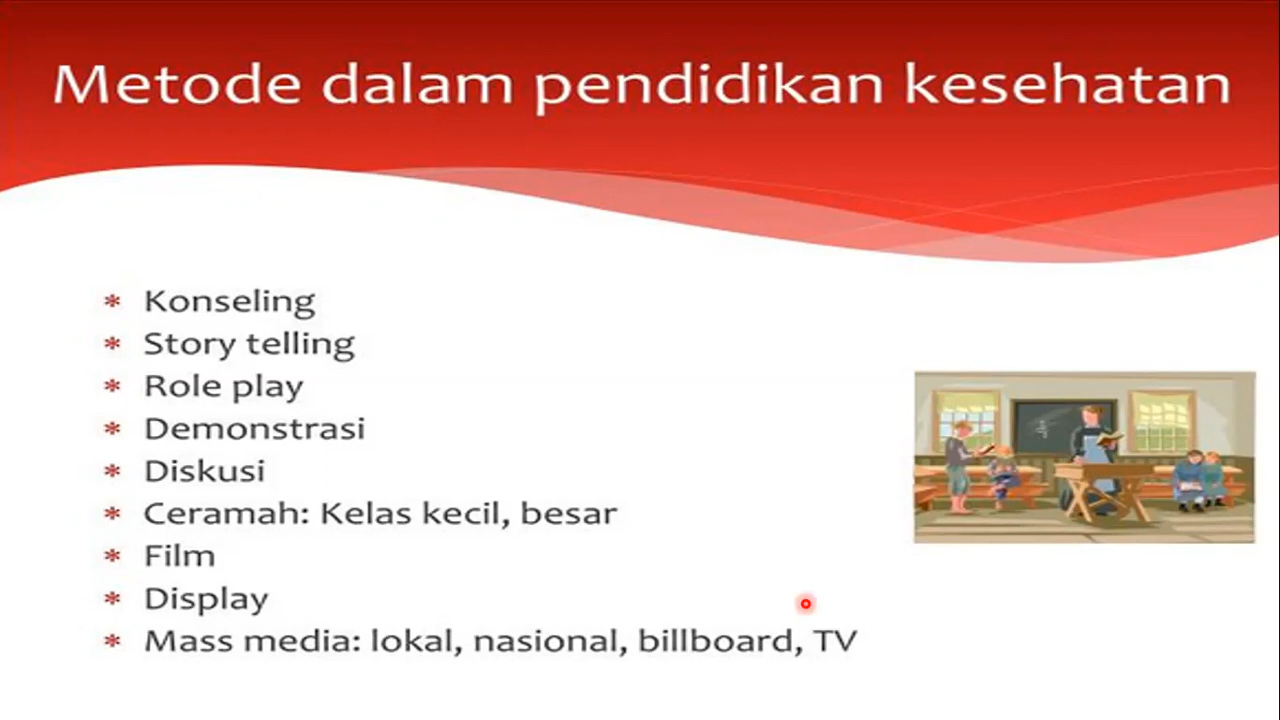 Metode dalam pendidikan kesehatan
* Konseling
* Story telling
* Role play
* Demonstrasi
* Diskusi
* Ceramah: Kelas kecil, besar
* Film
* Display
* Mass media: lokal, nasional, billboard, TV